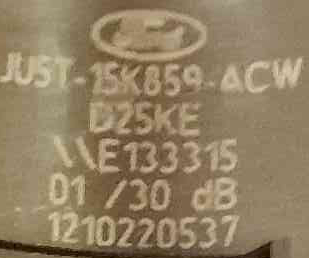 JU5T-15K859-ACW
D25KE
\\E133315
01 /30 dB
1210220537